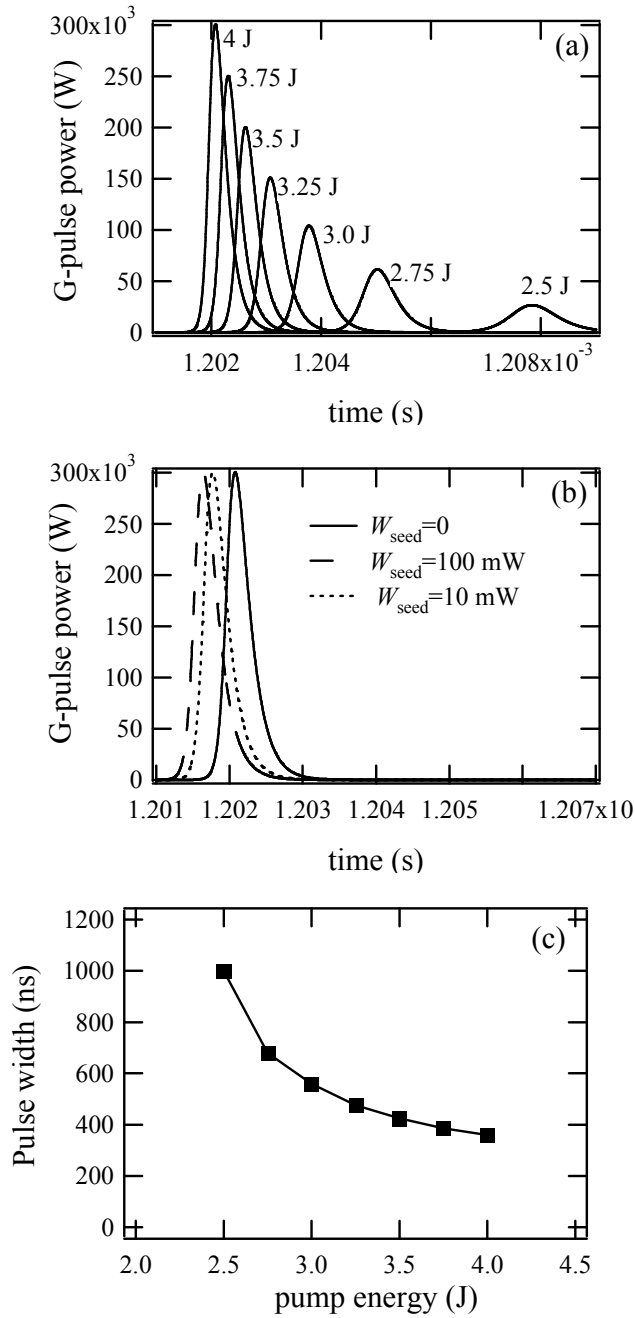 300x10³
250
200
150
100
50
0
G-pulse power (W)
(a)
4 J
3.75 J
3.5 J
3.25 J
3.0 J
2.75 J
2.5 J
1.202 1.204 1.208x10⁻³
time (s)
300x10³
250
200
150
100
50
0
G-pulse power (W)
(b)
W_seed=0
W_seed=100 mW
W_seed=10 mW
1.201 1.202 1.203 1.204 1.205 1.207x10
time (s)
1200
1000
800
600
400
200
0
Pulse width (ns)
(c)
2.0 2.5 3.0 3.5 4.0 4.5
pump energy (J)